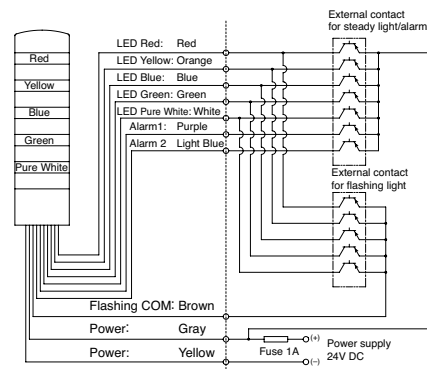 External contact
for steady light/alarm
LED Red: Red
LED Yellow: Orange
LED Blue: Blue
LED Green: Green
LED Pure White: White
Alarm1: Purple
Alarm 2 Light Blue
Red
Yellow
Blue
Green
Pure White
External contact
for flashing light
Flashing COM: Brown
Power: Gray
Power: Yellow
Fuse 1A
(+)
(−)
Power supply
24V DC